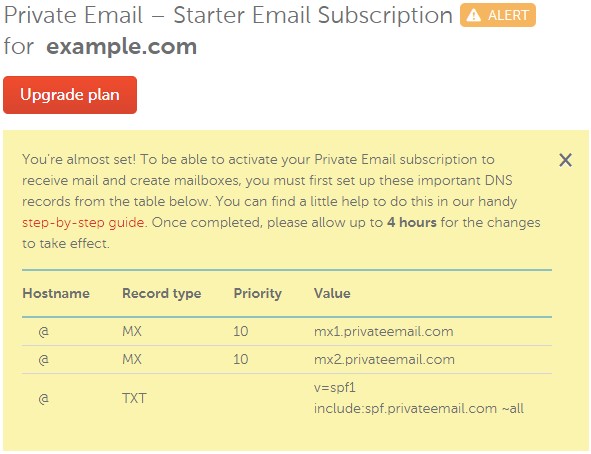 Private Email – Starter Email Subscription ALERT
for example.com
Upgrade plan
You're almost set! To be able to activate your Private Email subscription to
receive mail and create mailboxes, you must first set up these important DNS
records from the table below. You can find a little help to do this in our handy
step-by-step guide. Once completed, please allow up to 4 hours for the changes
to take effect.
Hostname Record type Priority Value
@ MX 10 mx1.privateemail.com
@ MX 10 mx2.privateemail.com
@ TXT v=spf1
include:spf.privateemail.com ~all